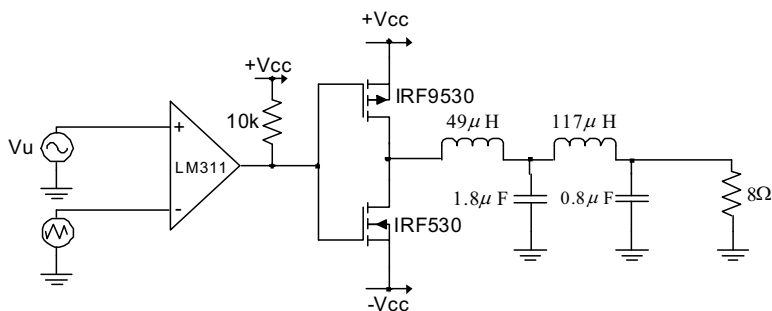 +Vcc
+Vcc
10k
IRF9530
49μH
117μH
Vu
+
LM311
-
1.8μF
0.8μF
8Ω
IRF530
-Vcc